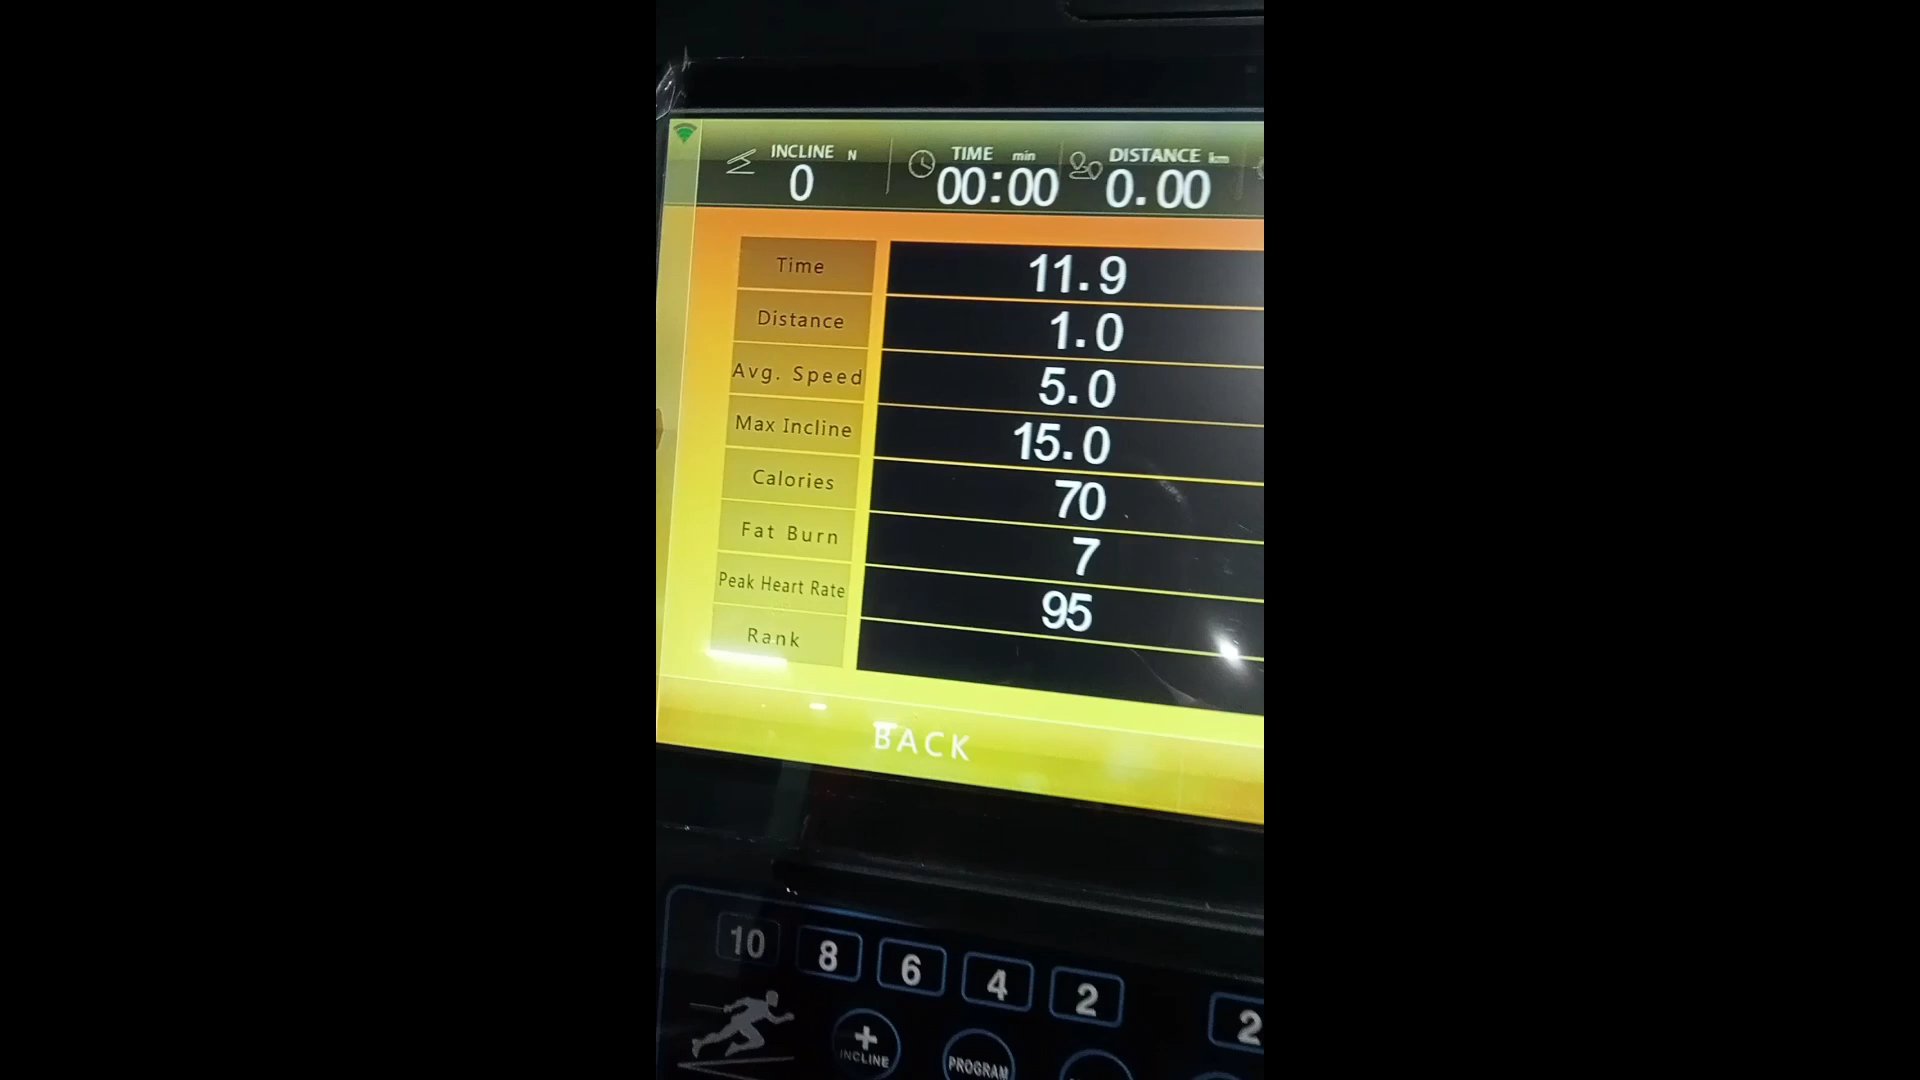 INCLINE N TIME min DISTANCE km
0 00:00 0.00
Time 11.9
Distance 1.0
Avg. Speed 5.0
Max Incline 15.0
Calories 70
Fat Burn 7
Peak Heart Rate 95
Rank
BACK
10 8 6 4 2 2
+
INCLINE PROGRAM